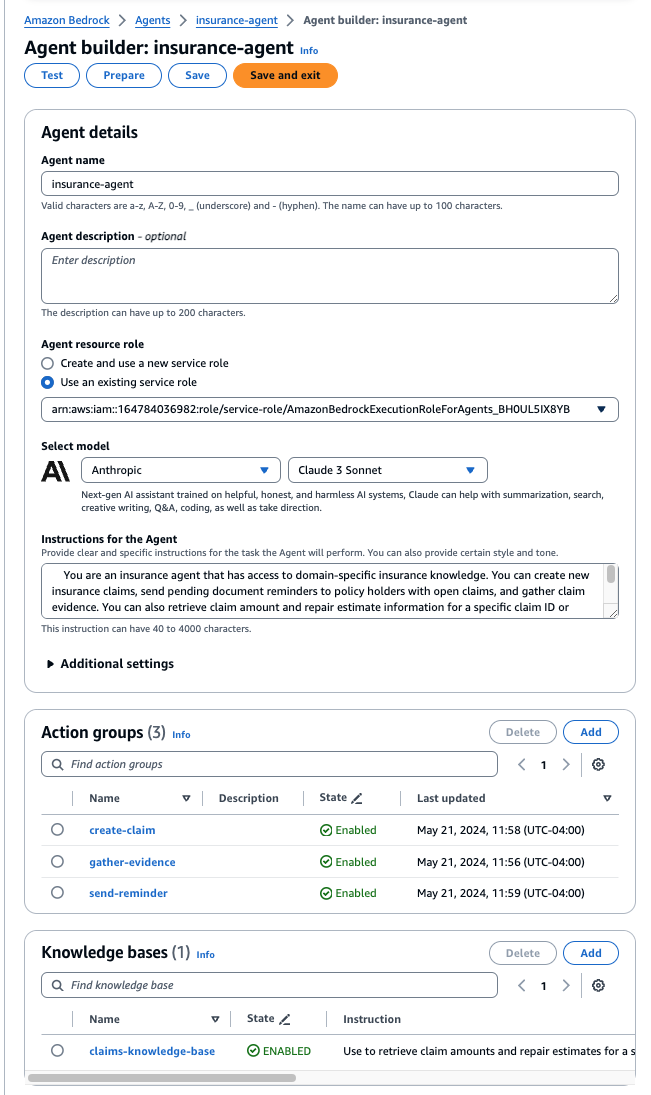 Amazon Bedrock > Agents > insurance-agent > Agent builder: insurance-agent
Agent builder: insurance-agent Info
Test Prepare Save Save and exit
Agent details
Agent name
insurance-agent
Valid characters are a-z, A-Z, 0-9, _ (underscore) and - (hyphen). The name can have up to 100 characters.
Agent description - optional
Enter description
The description can have up to 200 characters.
Agent resource role
Create and use a new service role
Use an existing service role
arn:aws:iam::164784036982:role/service-role/AmazonBedrockExecutionRoleForAgents_BH0UL5IX8YB
Select model
Anthropic Claude 3 Sonnet
Next-gen AI assistant trained on helpful, honest, and harmless AI systems, Claude can help with summarization, search,
creative writing, Q&A, coding, as well as take direction.
Instructions for the Agent
Provide clear and specific instructions for the task the Agent will perform. You can also provide certain style and tone.
You are an insurance agent that has access to domain-specific insurance knowledge. You can create new
insurance claims, send pending document reminders to policy holders with open claims, and gather claim
evidence. You can also retrieve claim amount and repair estimate information for a specific claim ID or
This instruction can have 40 to 4000 characters.
Additional settings
Action groups (3) Info Delete Add
Find action groups 1
Name Description State Last updated
create-claim Enabled May 21, 2024, 11:58 (UTC-04:00)
gather-evidence Enabled May 21, 2024, 11:56 (UTC-04:00)
send-reminder Enabled May 21, 2024, 11:59 (UTC-04:00)
Knowledge bases (1) Info Delete Add
Find knowledge base 1
Name State Instruction
claims-knowledge-base ENABLED Use to retrieve claim amounts and repair estimates for a s